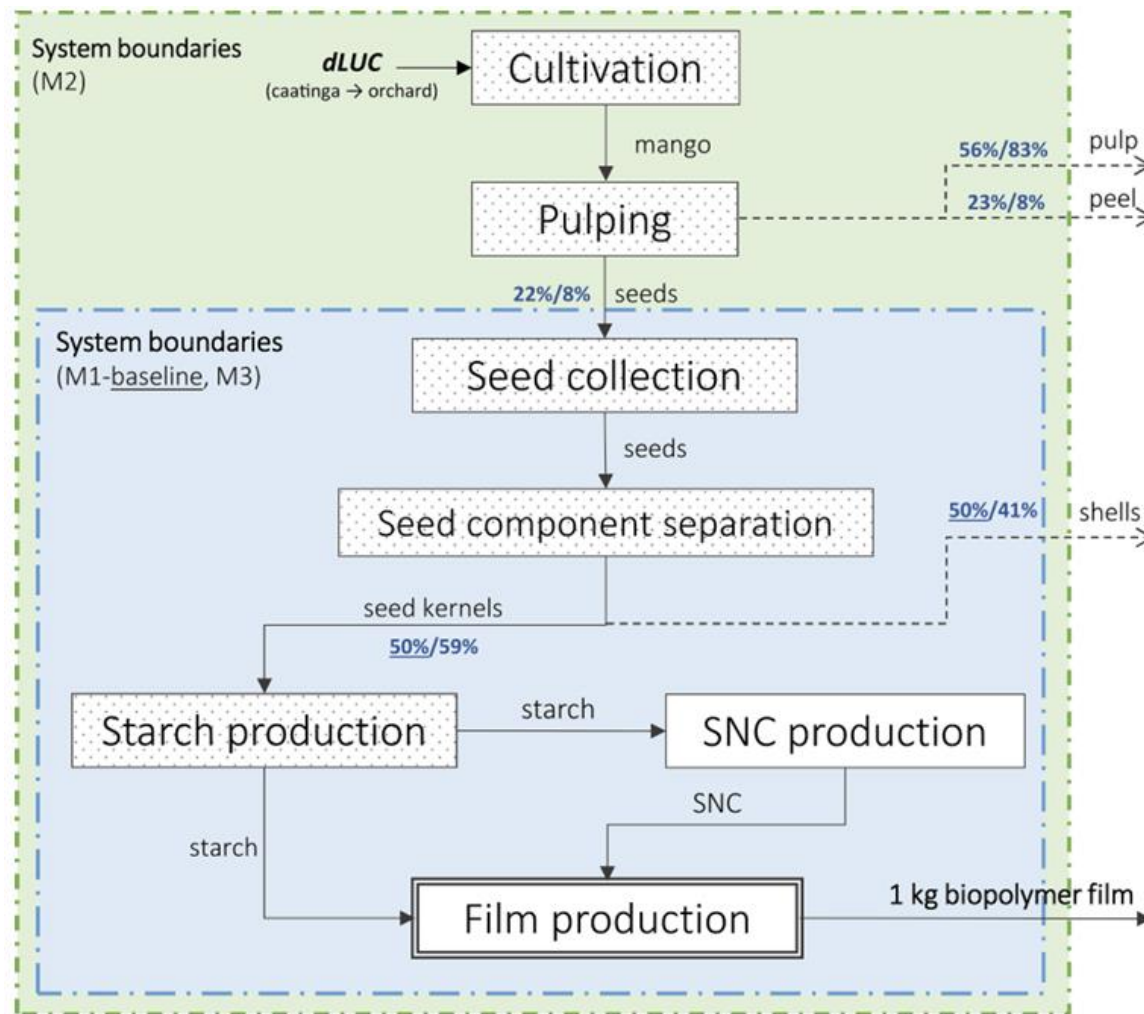 System boundaries
(M2)
dLUC
(caatinga → orchard)
Cultivation
mango
56%/83%
pulp
23%/8%
peel
Pulping
22%/8%
seeds
System boundaries
(M1-baseline, M3)
Seed collection
seeds
Seed component separation
50%/41%
shells
seed kernels
50%/59%
Starch production
starch
SNC production
SNC
starch
Film production
1 kg biopolymer film